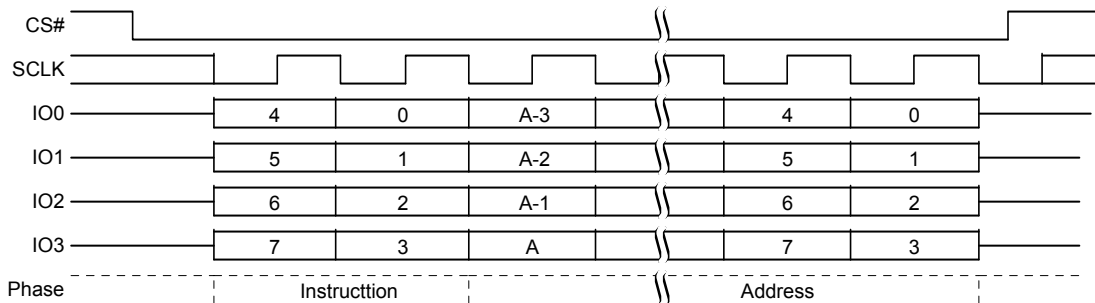 CS#
SCLK
IO0 4 0 A-3 4 0
IO1 5 1 A-2 5 1
IO2 6 2 A-1 6 2
IO3 7 3 A 7 3
Phase Instructtion Address